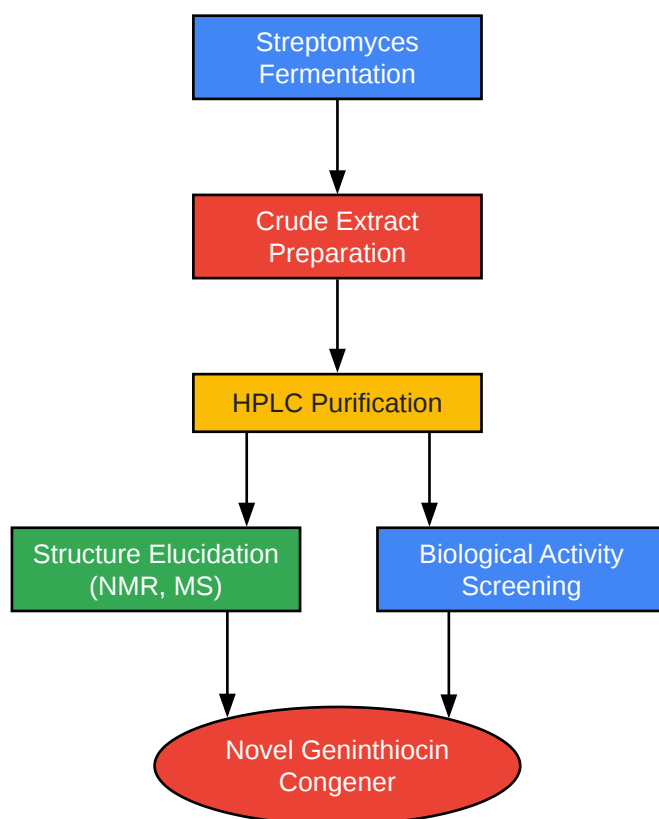 Streptomyces
Fermentation
Crude Extract
Preparation
HPLC Purification
Structure Elucidation
(NMR, MS)
Biological Activity
Screening
Novel Geninthiocin
Congener